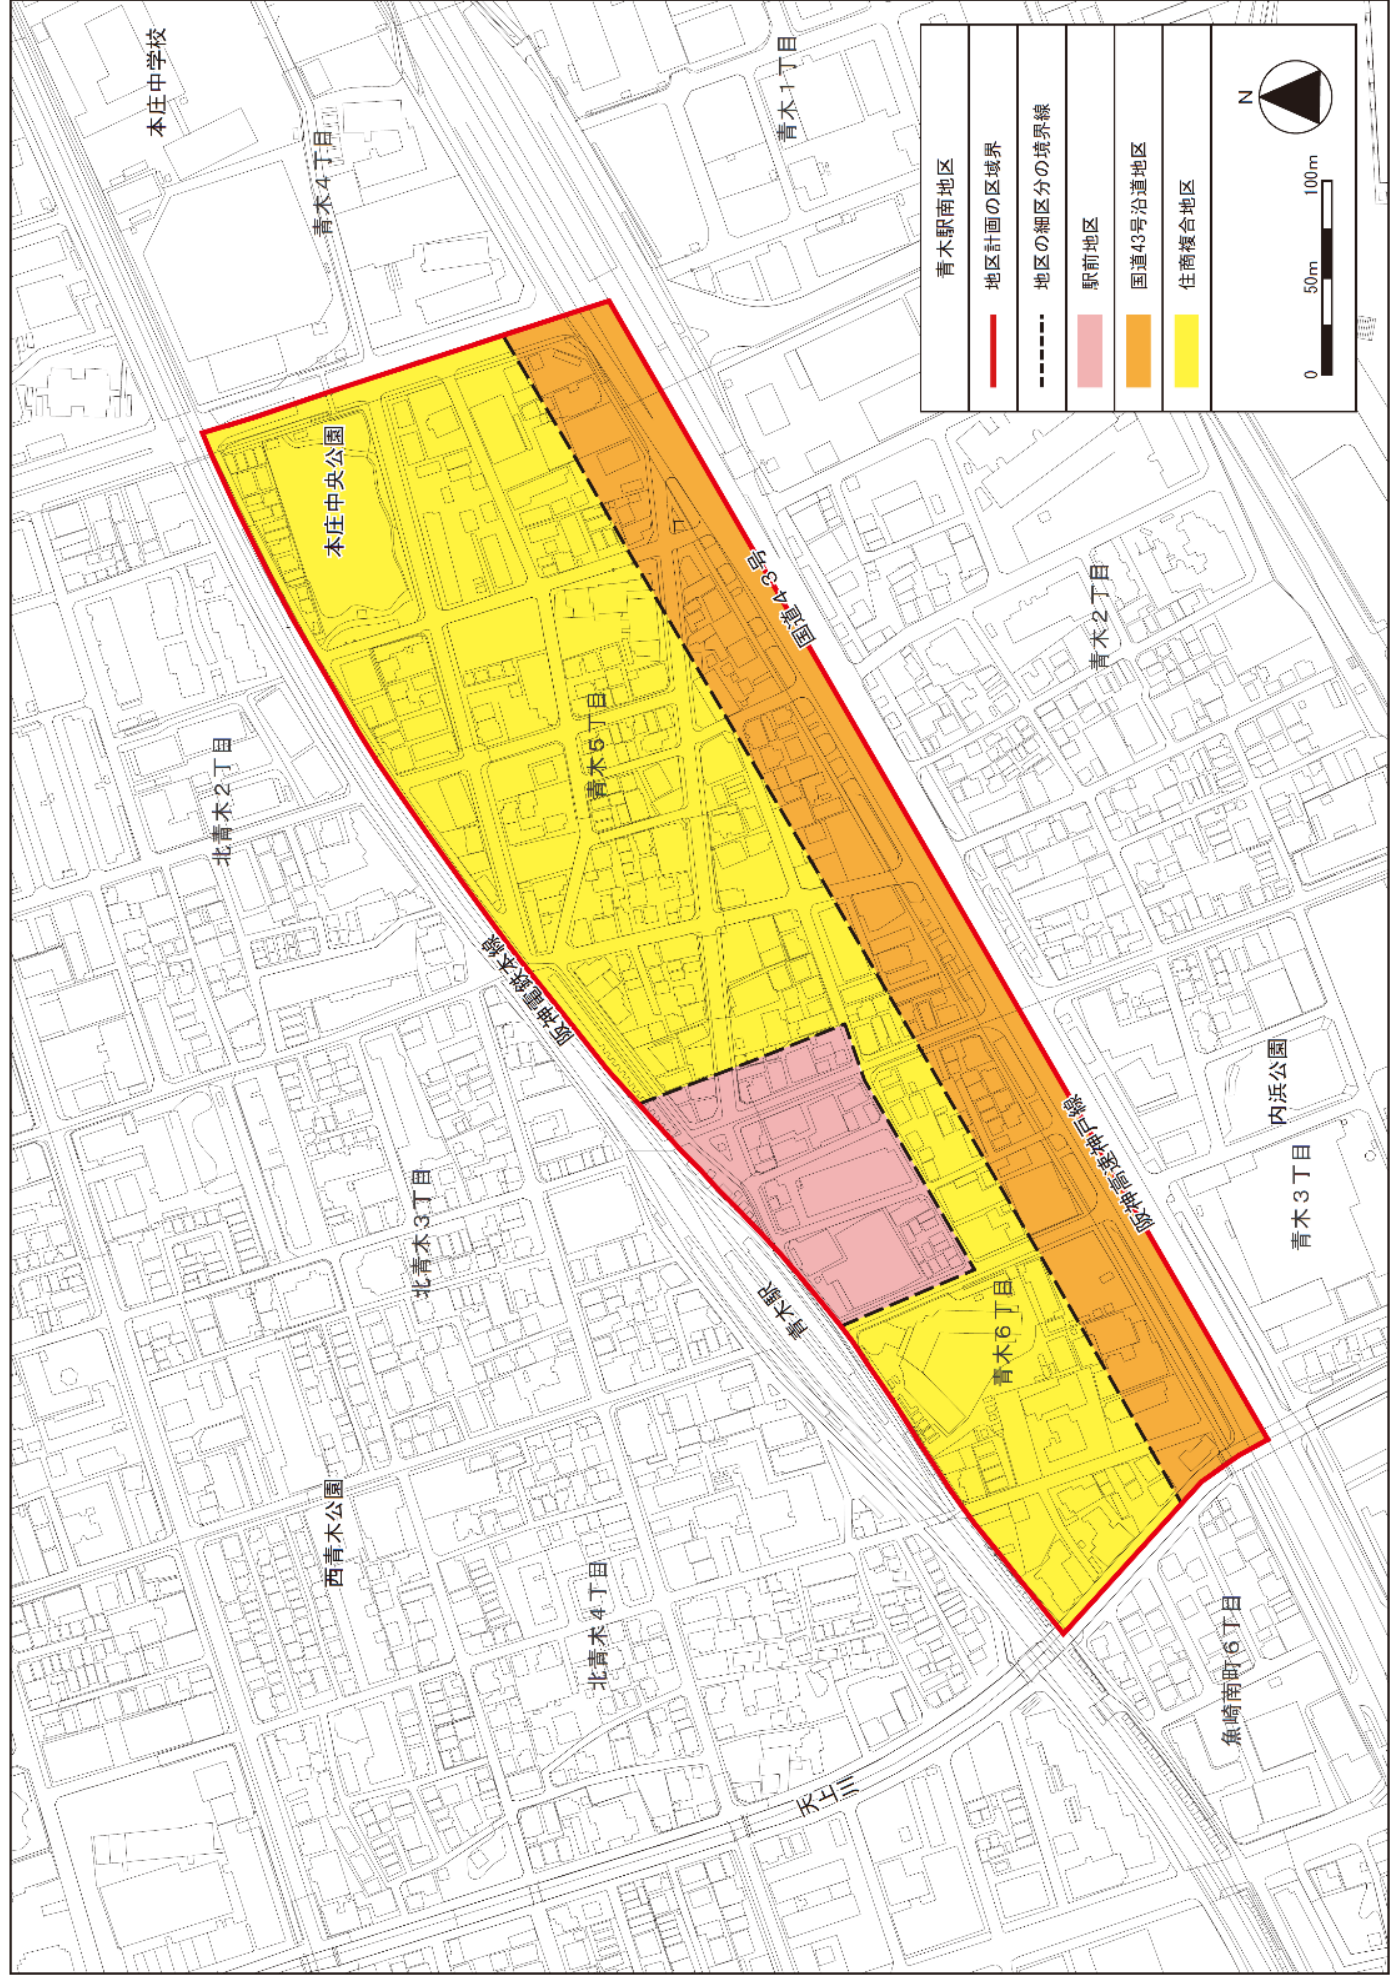 青木駅南地区
地区計画の区域界
地区の細区分の境界線
駅前地区
国道43号沿道地区
住商複合地区
N
0
50m
100m
西青木公園
北青木2丁目
本庄中央公園
青木4丁目
本庄中学校
北青木3丁目
北青木4丁目
阪神電鉄本線
青木5丁目
青木駅
天上川
青木6丁目
国道43号
青木1丁目
青木2丁目
阪神高速神戸線
魚崎南町6丁目
青木3丁目
内浜公園